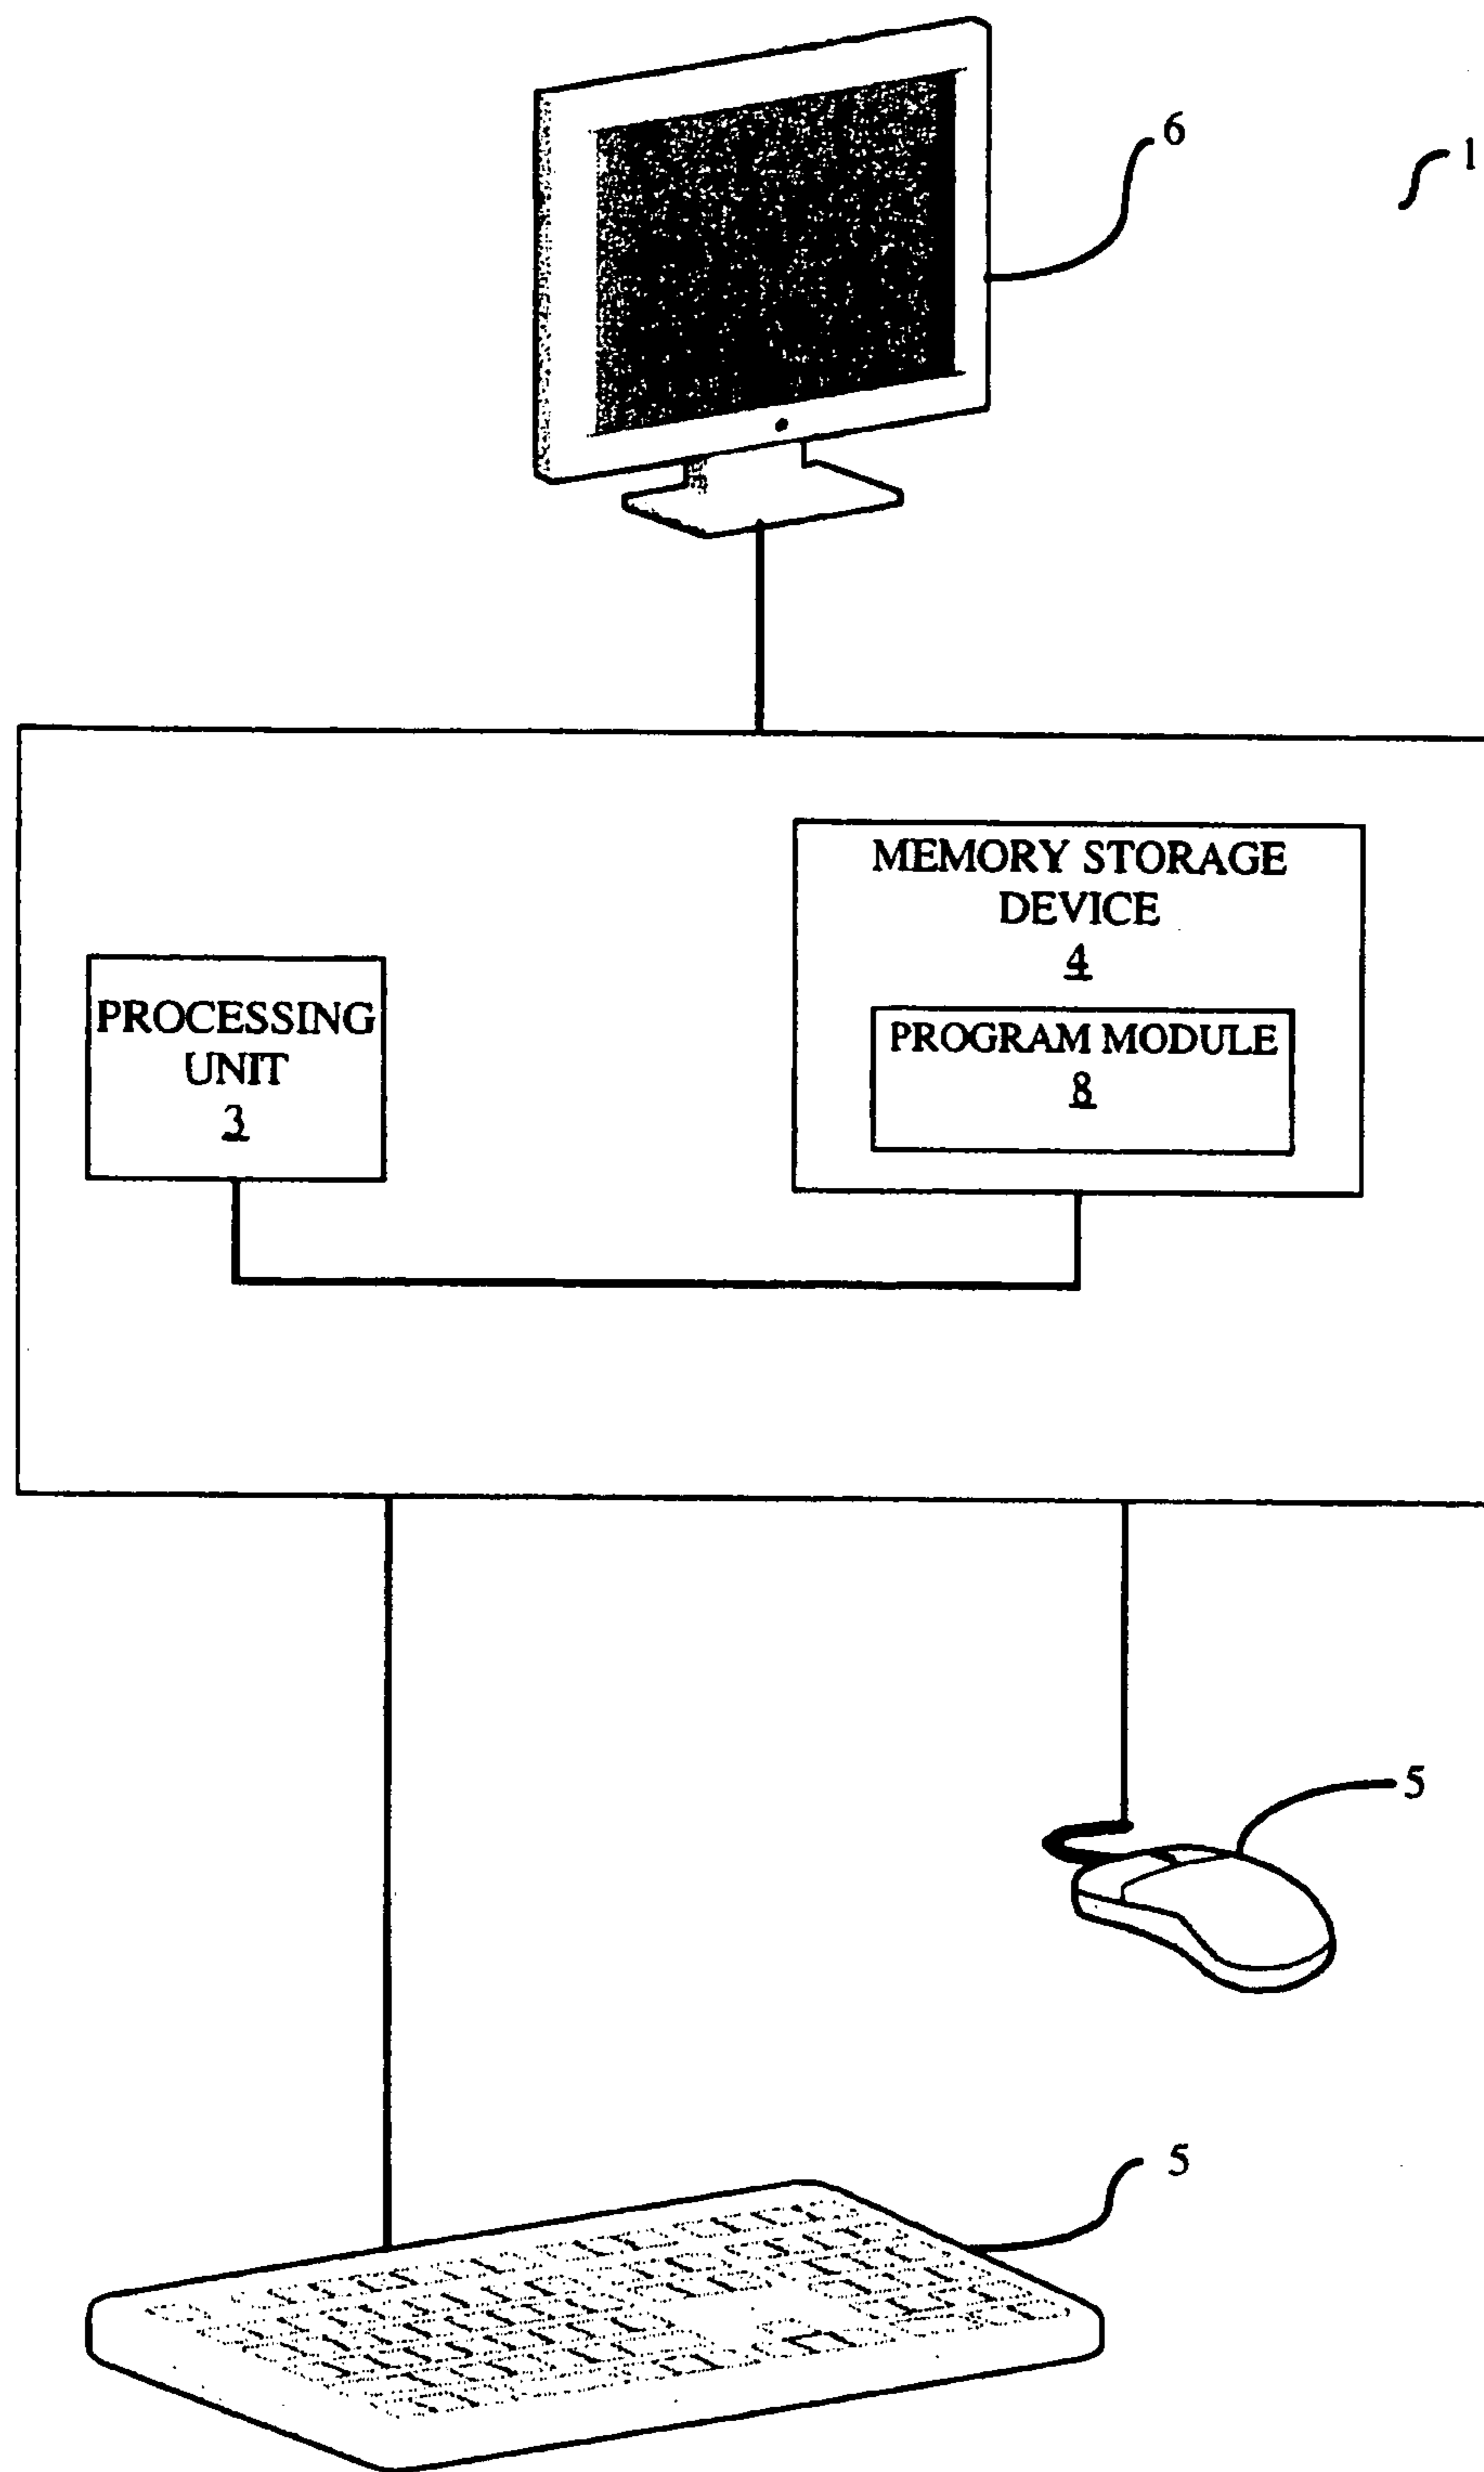 6
1
MEMORY STORAGE
DEVICE
4
PROGRAM MODULE
8
PROCESSING
UNIT
3
5
5